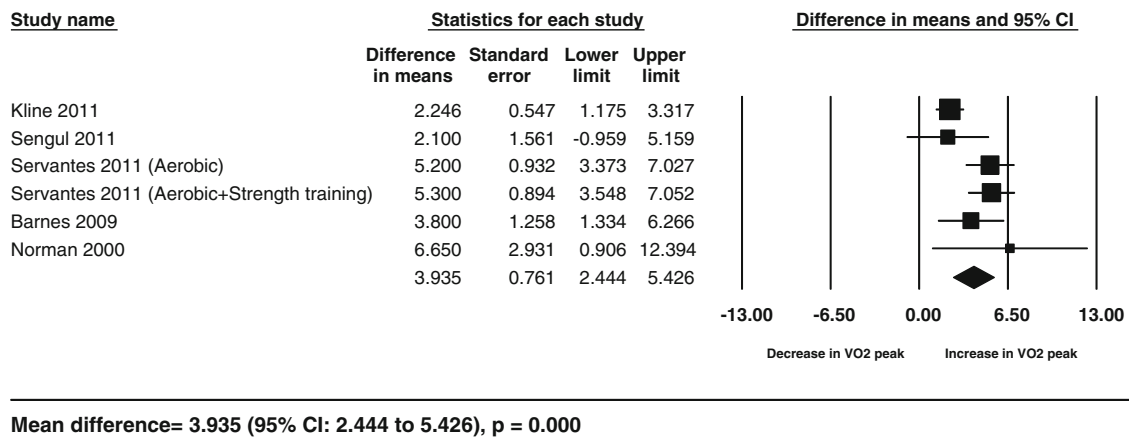 Study name Statistics for each study Difference in means and 95% CI
Difference Standard Lower Upper
in means error limit limit
Kline 2011 2.246 0.547 1.175 3.317
Sengul 2011 2.100 1.561 -0.959 5.159
Servantes 2011 (Aerobic) 5.200 0.932 3.373 7.027
Servantes 2011 (Aerobic+Strength training) 5.300 0.894 3.548 7.052
Barnes 2009 3.800 1.258 1.334 6.266
Norman 2000 6.650 2.931 0.906 12.394
3.935 0.761 2.444 5.426
-13.00 -6.50 0.00 6.50 13.00
Decrease in VO2 peak Increase in VO2 peak
Mean difference= 3.935 (95% CI: 2.444 to 5.426), p = 0.000